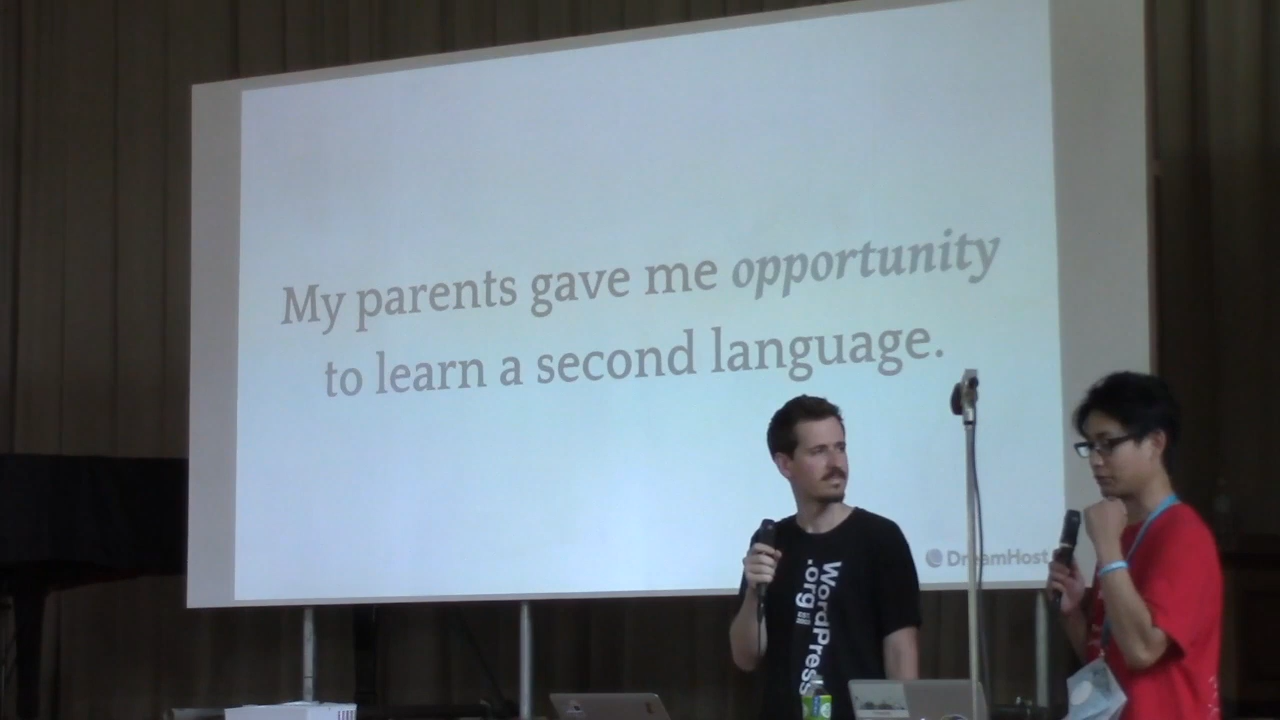 My parents gave me opportunity
to learn a second language.
DreamHost
WordPress
.org